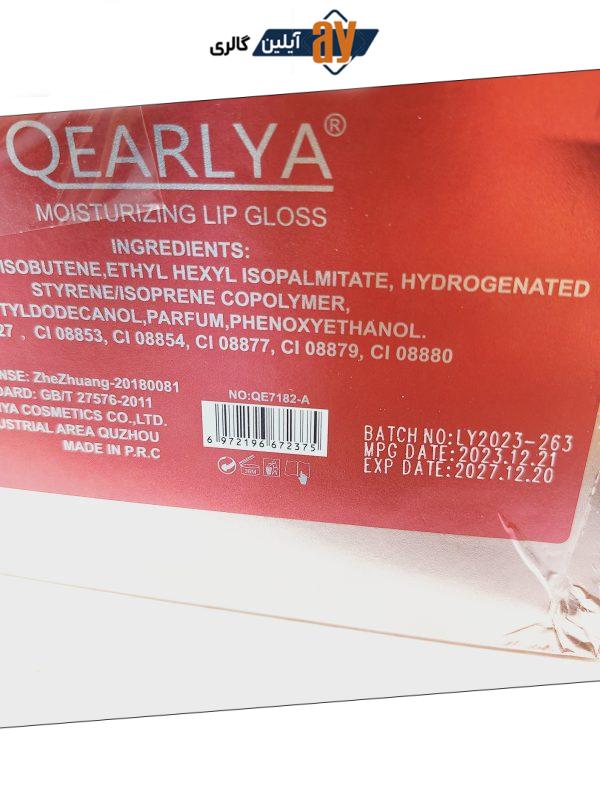 آیلین گالری ay
QEARLYA®
MOISTURIZING LIP GLOSS
INGREDIENTS:
ISOBUTENE,ETHYL HEXYL ISOPALMITATE, HYDROGENATED
STYRENE/ISOPRENE COPOLYMER,
TYLDODECANOL,PARFUM,PHENOXYETHANOL.
27 , CI 08853, CI 08854, CI 08877, CI 08879, CI 08880
ENSE: ZheZhuang-20180081
DARD: GB/T 27576-2011
YA COSMETICS CO.,LTD.
USTRIAL AREA QUZHOU
MADE IN P.R.C
NO:QE7182-A
6 972196 672375
36M
BATCH NO:LY2023-263
MPG DATE:2023.12.21
EXP DATE:2027.12.20